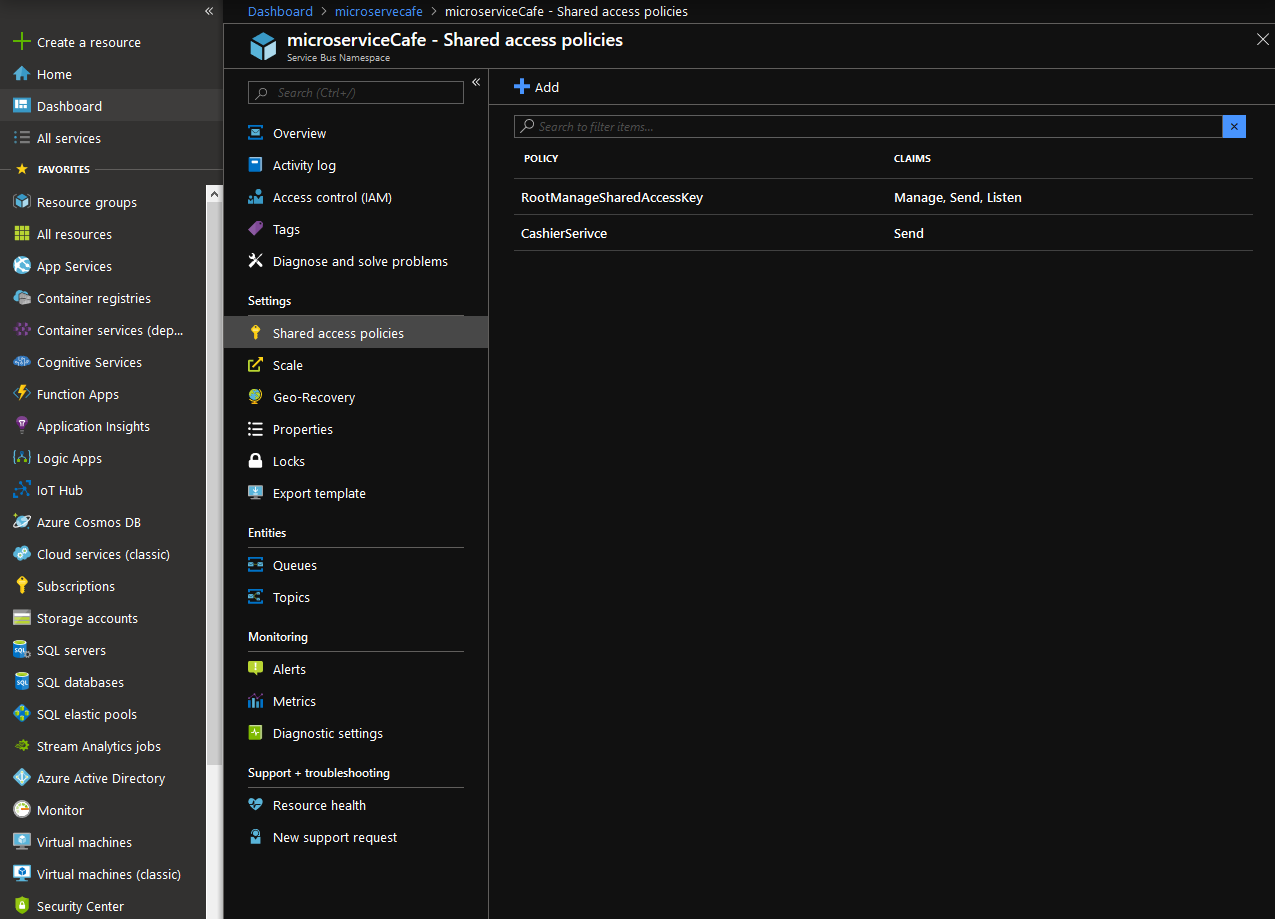 Dashboard > microservecafe > microserviceCafe - Shared access policies
microserviceCafe - Shared access policies
Service Bus Namespace
Create a resource
Home
Dashboard
All services
FAVORITES
Resource groups
All resources
App Services
Container registries
Container services (dep...
Cognitive Services
Function Apps
Application Insights
Logic Apps
IoT Hub
Azure Cosmos DB
Cloud services (classic)
Subscriptions
Storage accounts
SQL servers
SQL databases
SQL elastic pools
Stream Analytics jobs
Azure Active Directory
Monitor
Virtual machines
Virtual machines (classic)
Security Center
Search (Ctrl+/)
Overview
Activity log
Access control (IAM)
Tags
Diagnose and solve problems
Settings
Shared access policies
Scale
Geo-Recovery
Properties
Locks
Export template
Entities
Queues
Topics
Monitoring
Alerts
Metrics
Diagnostic settings
Support + troubleshooting
Resource health
New support request
Add
Search to filter items...
POLICY CLAIMS
RootManageSharedAccessKey Manage, Send, Listen
CashierSerivce Send